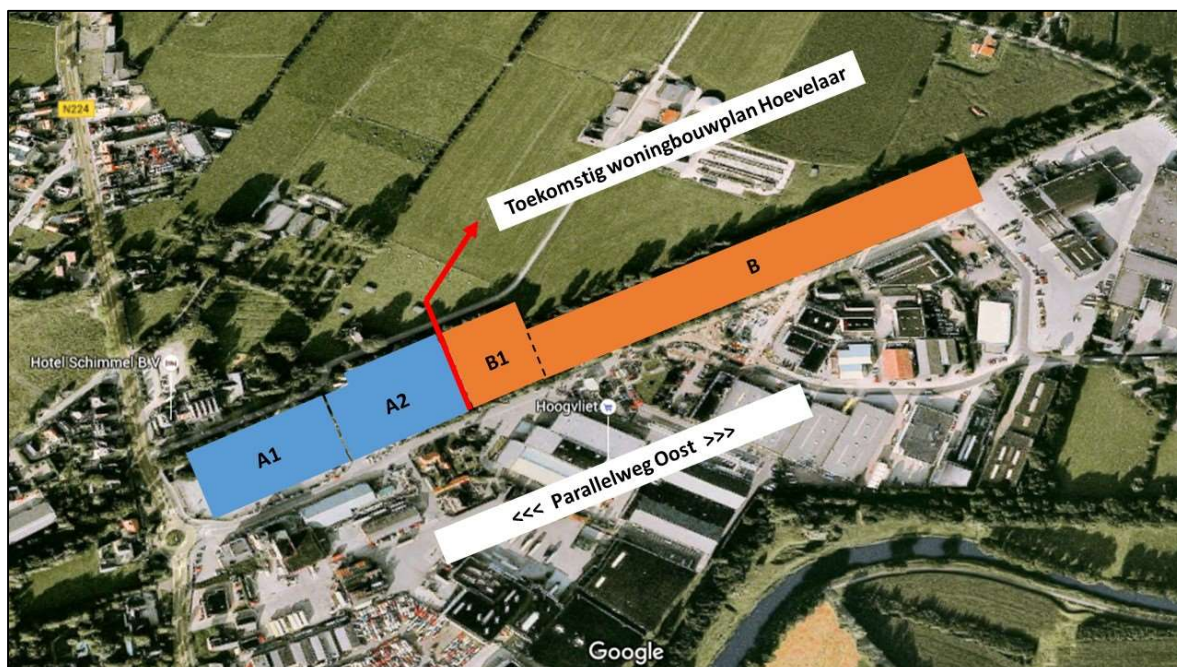 N224
Toekomstig woningbouwplan Hoevelaar
B
B1
Hotel Schimmel B V
A2
Hoogvliet
A1
<<< Parallelweg Oost >>>
Google